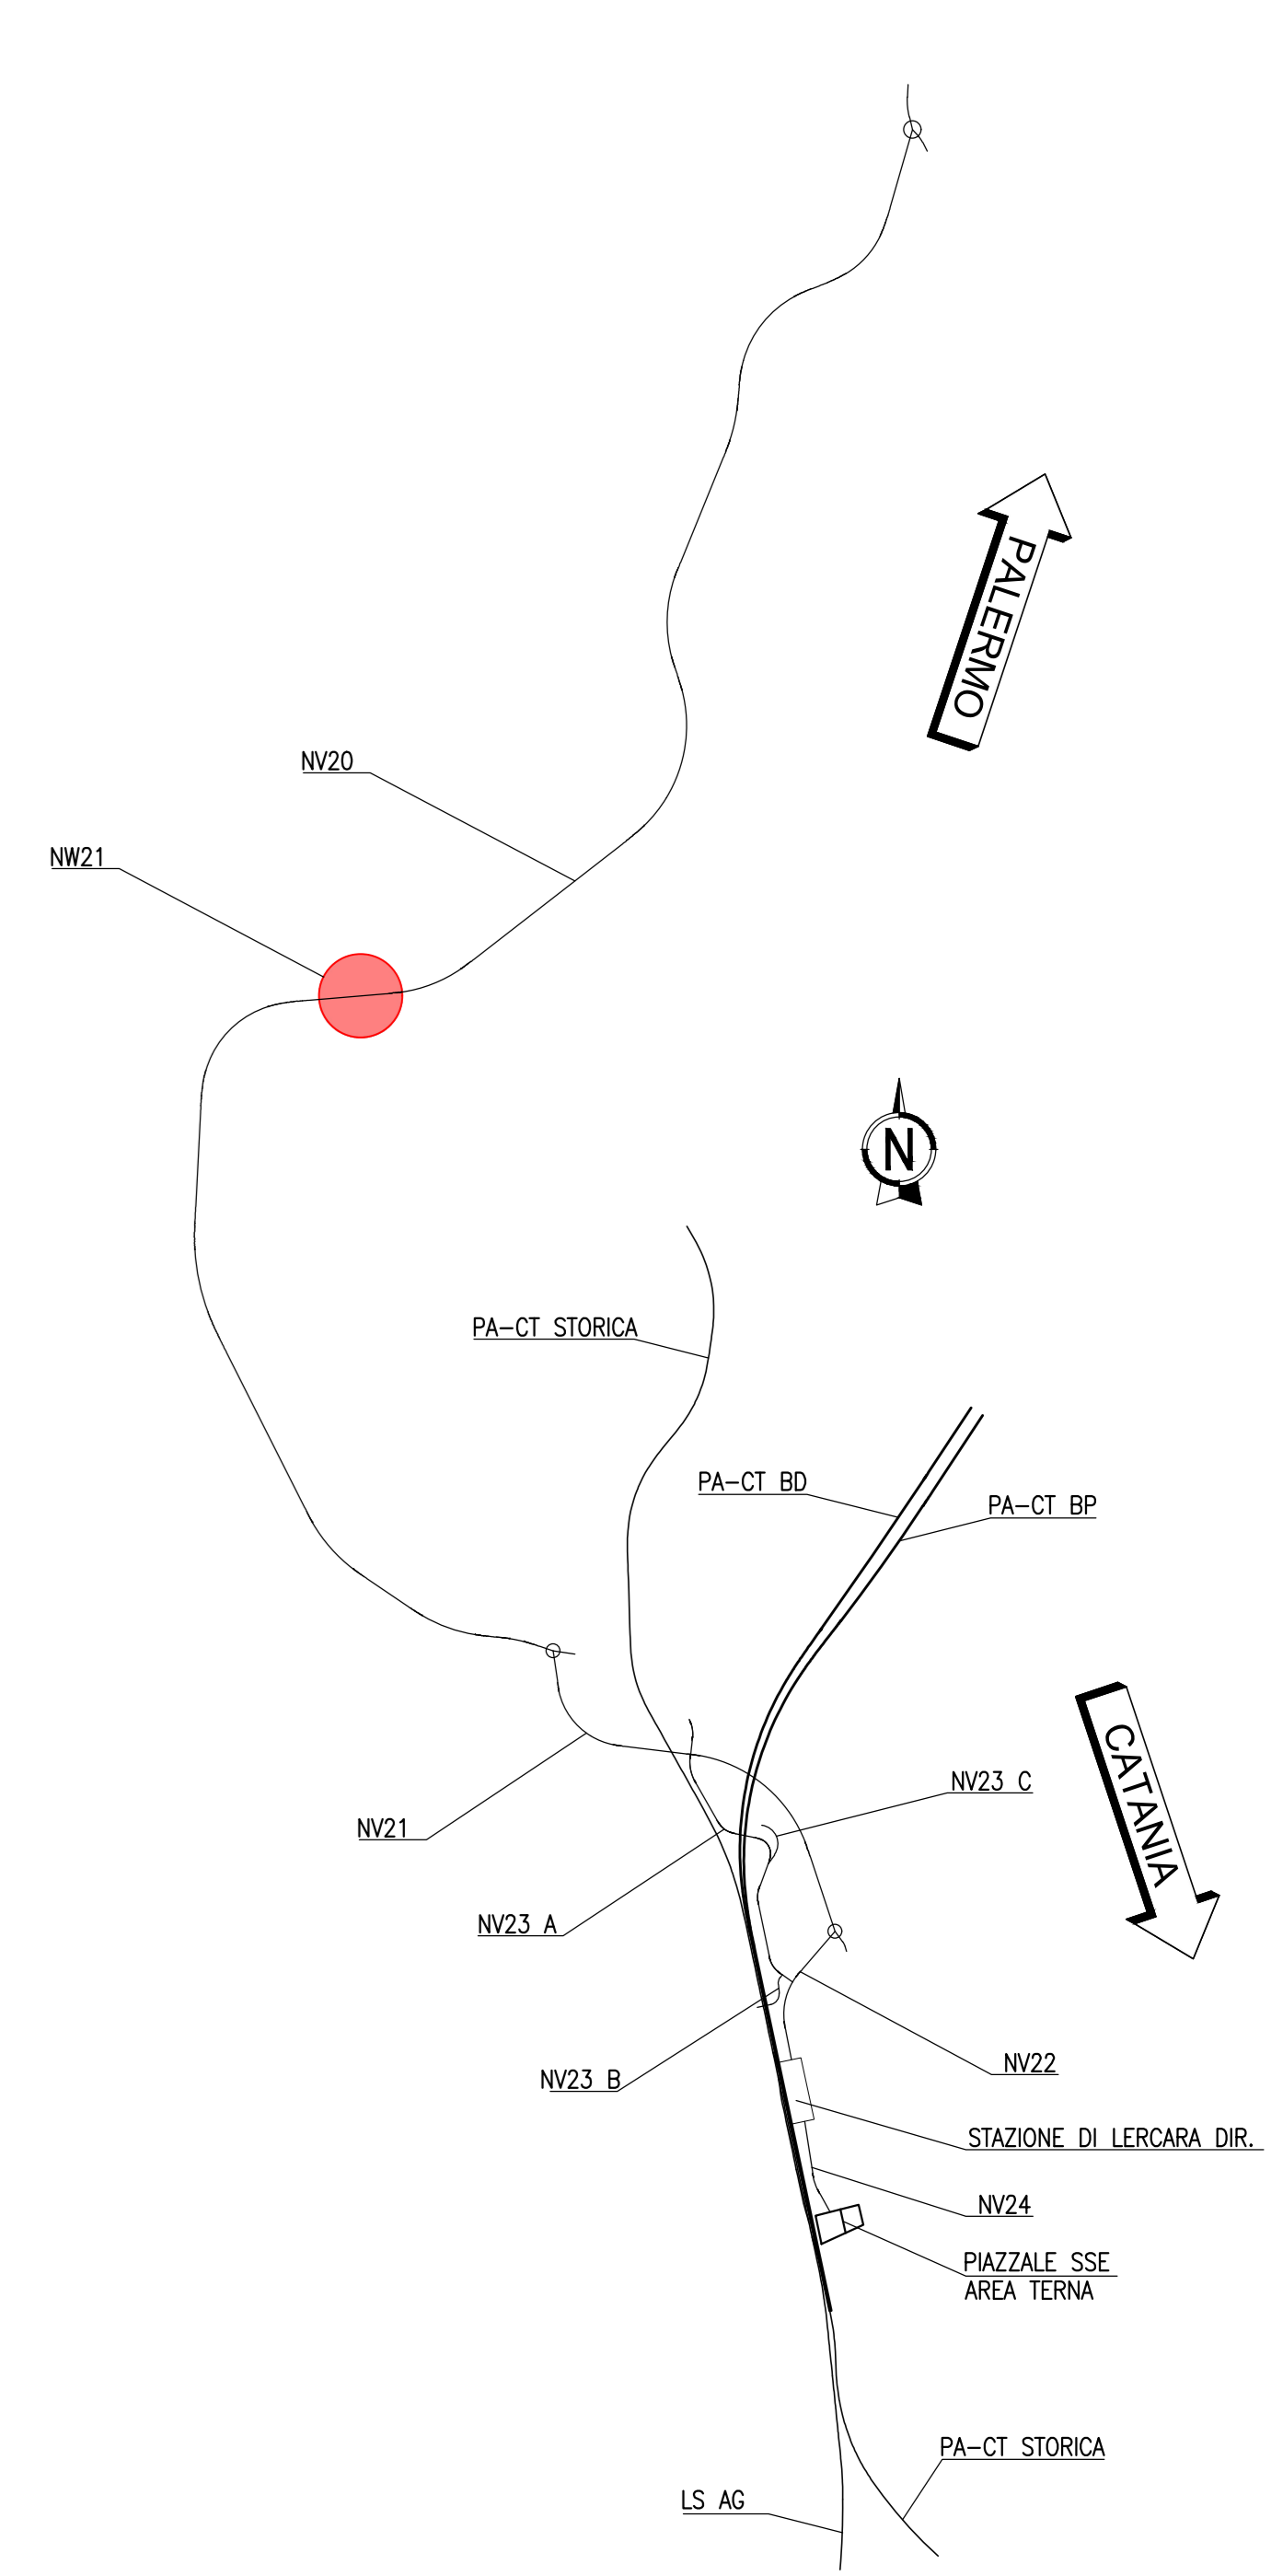 PALERMO
NV20
NW21
N
PA-CT STORICA
PA-CT BD
PA-CT BP
CATANIA
NV23 C
NV21
NV23 A
NV22
NV23 B
STAZIONE DI LERCARA DIR.
NV24
PIAZZALE SSE
AREA TERNA
PA-CT STORICA
LS AG